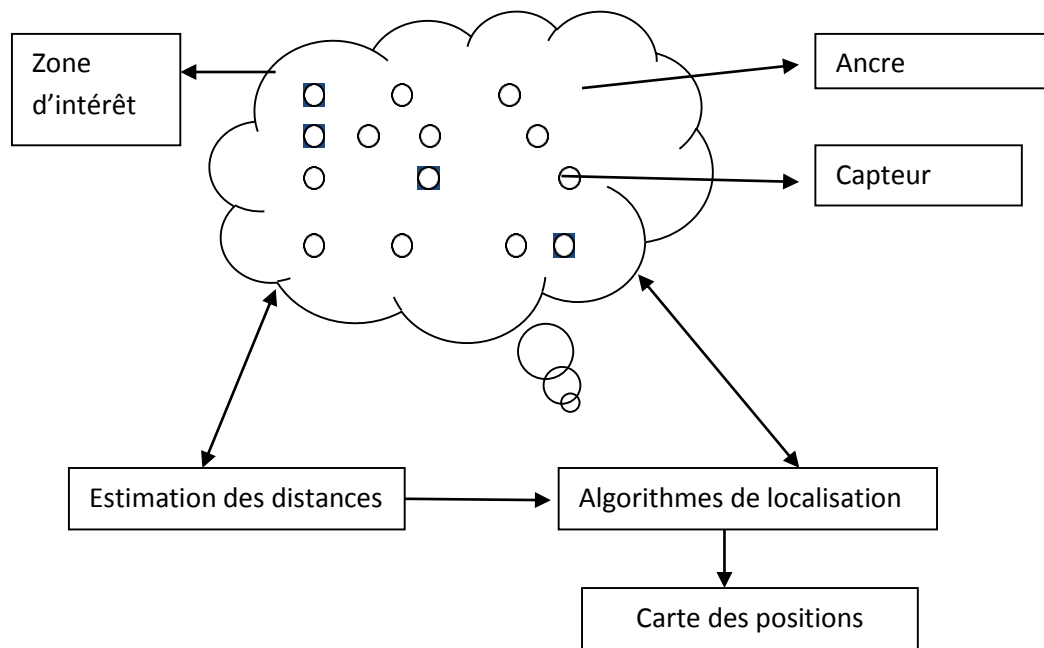 Zone
d'intérêt
Ancre
Capteur
Estimation des distances
Algorithmes de localisation
Carte des positions